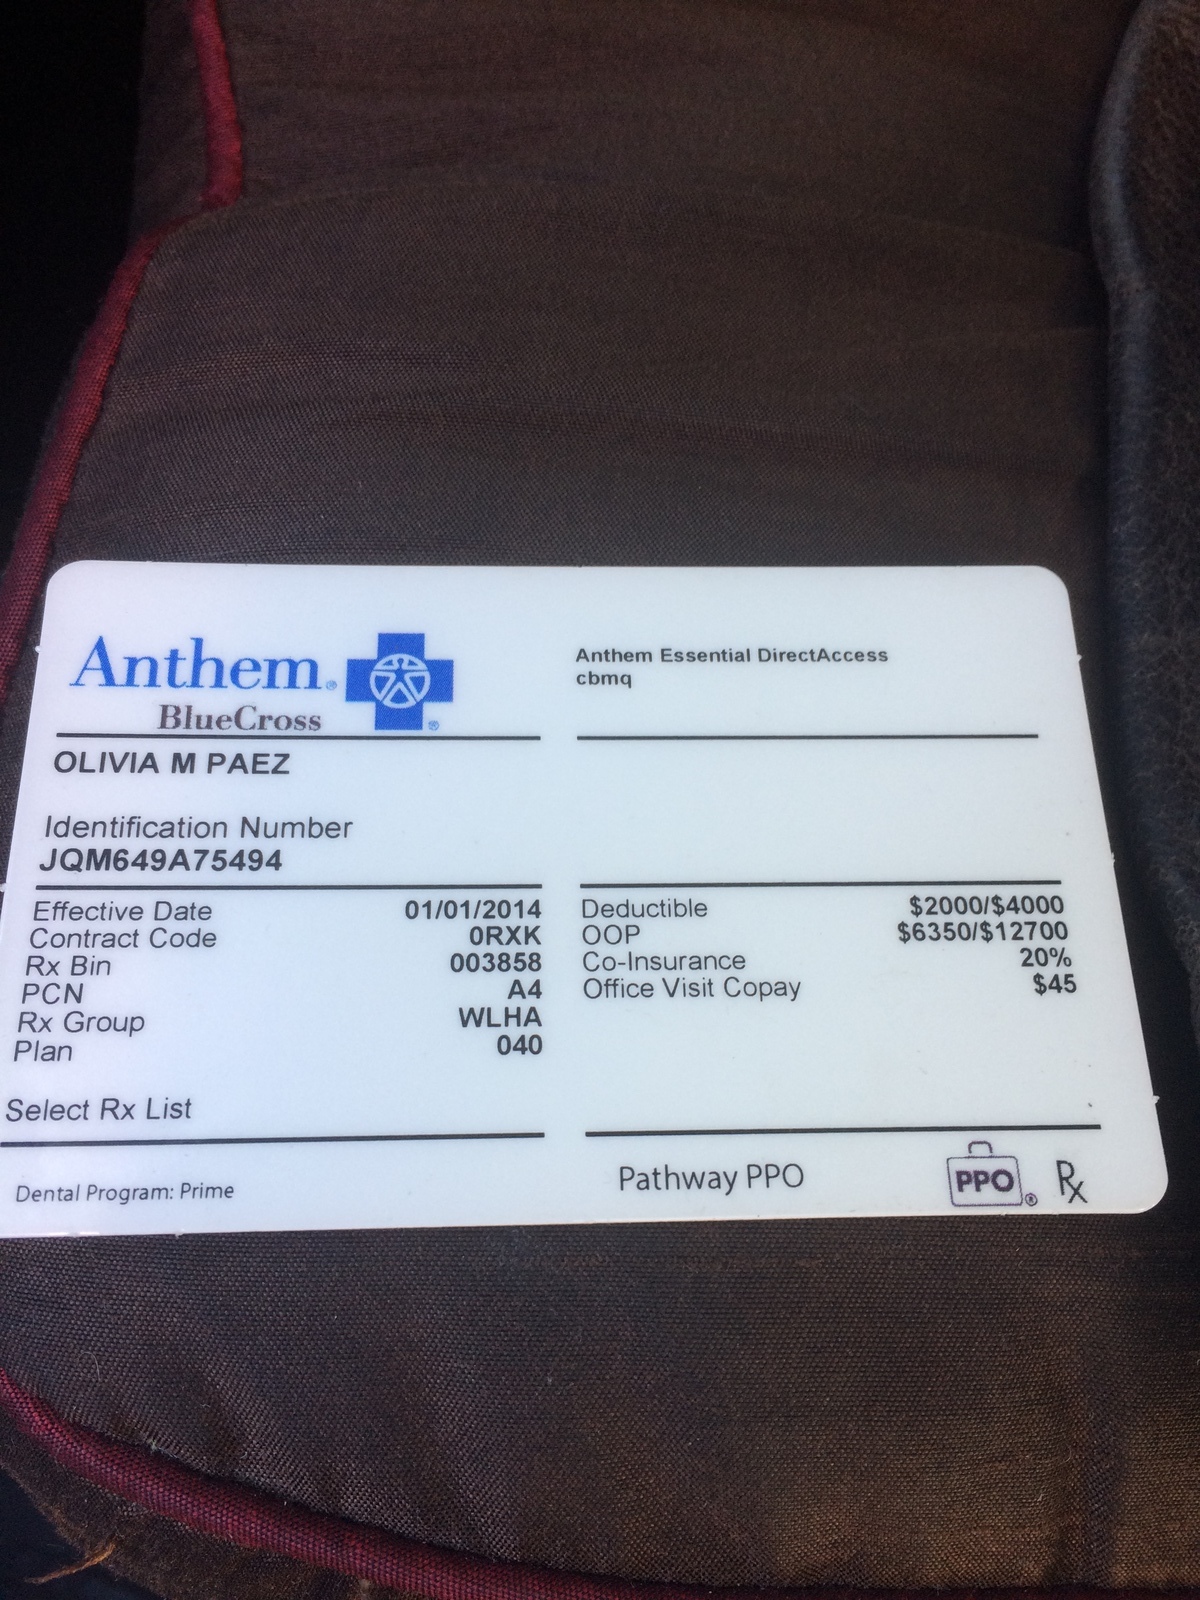 Anthem®
BlueCross ®
Anthem Essential DirectAccess
cbmq
OLIVIA M PAEZ
Identification Number
JQM649A75494
Effective Date 01/01/2014
Contract Code 0RXK
Rx Bin 003858
PCN A4
Rx Group WLHA
Plan 040
Select Rx List
Deductible $2000/$4000
OOP $6350/$12700
Co-Insurance 20%
Office Visit Copay $45
Dental Program: Prime
Pathway PPO
PPO® Rx